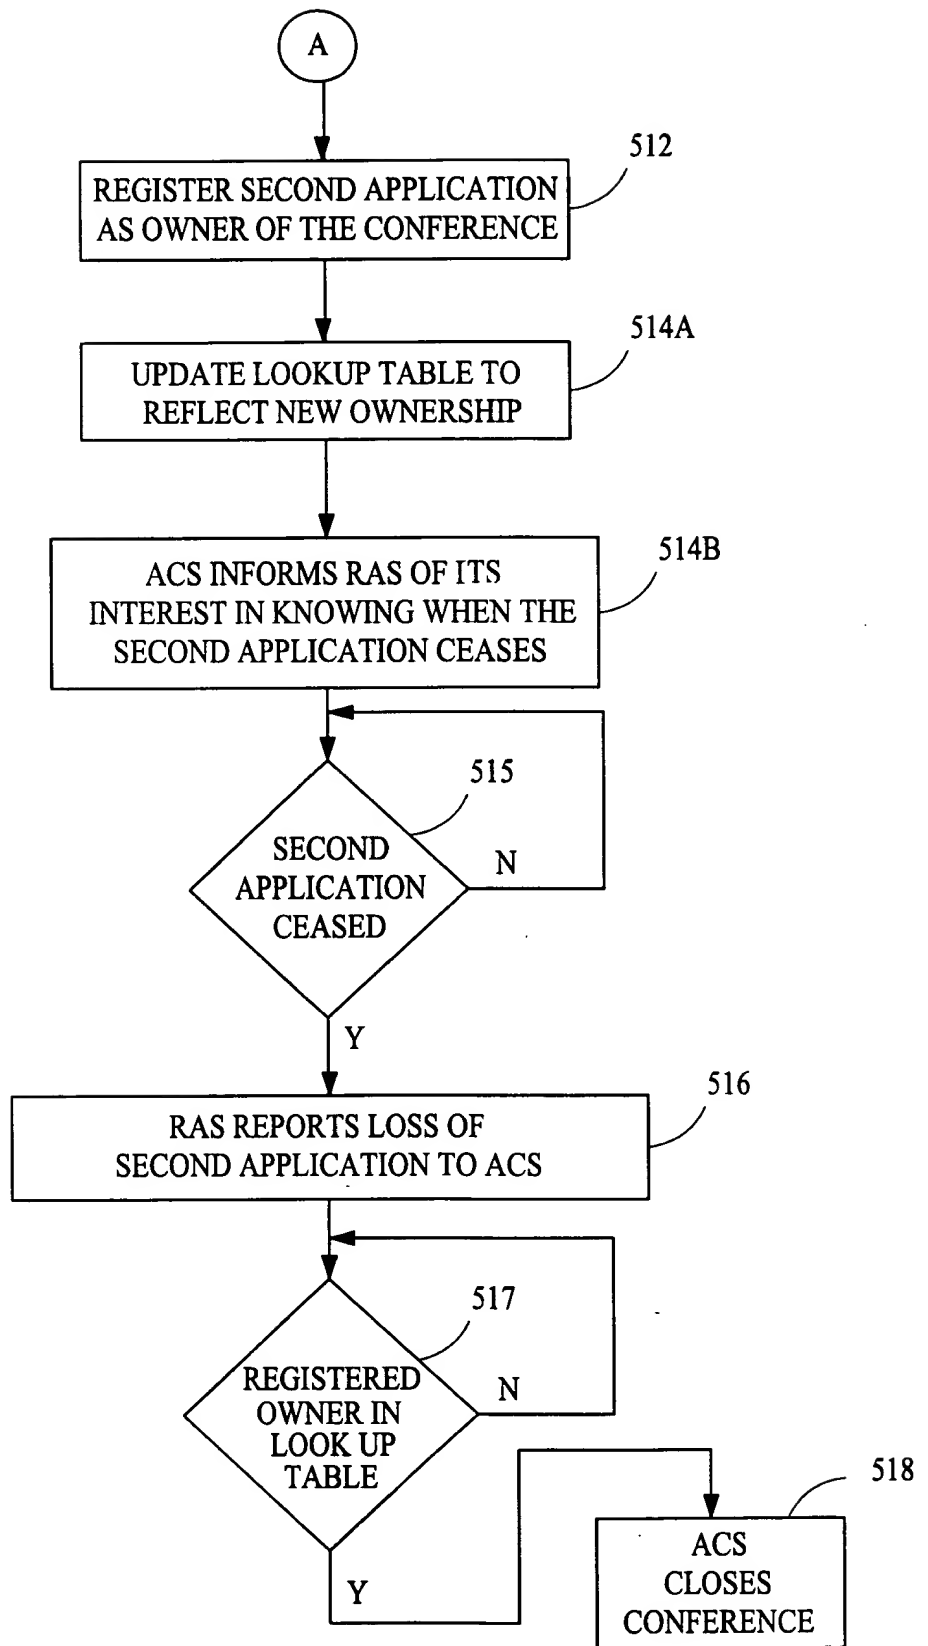 A
512
REGISTER SECOND APPLICATION
AS OWNER OF THE CONFERENCE
514A
UPDATE LOOKUP TABLE TO
REFLECT NEW OWNERSHIP
514B
ACS INFORMS RAS OF ITS
INTEREST IN KNOWING WHEN THE
SECOND APPLICATION CEASES
515
SECOND
APPLICATION
CEASED
N
Y
516
RAS REPORTS LOSS OF
SECOND APPLICATION TO ACS
517
REGISTERED
OWNER IN
LOOK UP
TABLE
N
Y
518
ACS
CLOSES
CONFERENCE